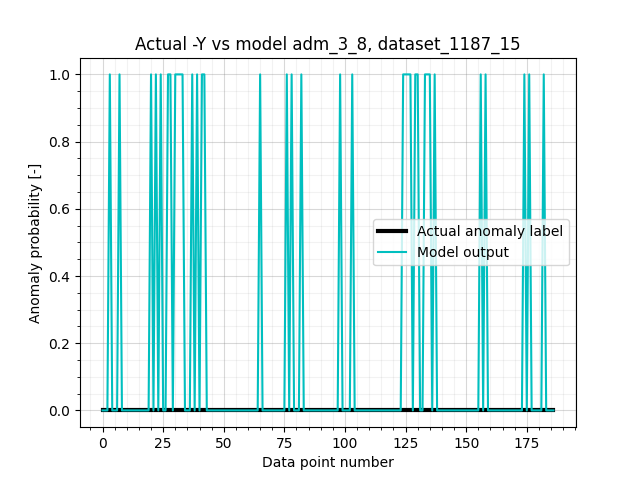 Actual -Y vs model adm_3_8, dataset_1187_15
Anomaly probability [-]
1.0
0.8
0.6
0.4
0.2
0.0
Actual anomaly label
Model output
0 25 50 75 100 125 150 175
Data point number